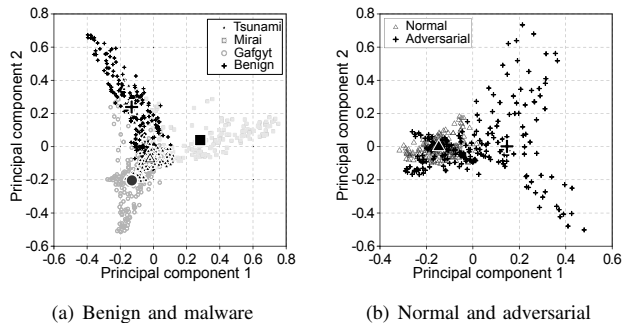 0.8
0.6
0.4
0.2
0
-0.2
-0.4
-0.6
-0.6 -0.4 -0.2 0 0.2 0.4 0.6 0.8
Principal component 2
Principal component 1
Tsunami
Mirai
Gafgyt
Benign
(a) Benign and malware
0.8
0.6
0.4
0.2
0
-0.2
-0.4
-0.6
-0.6 -0.4 -0.2 0 0.2 0.4 0.6
Principal component 2
Principal component 1
Normal
Adversarial
(b) Normal and adversarial